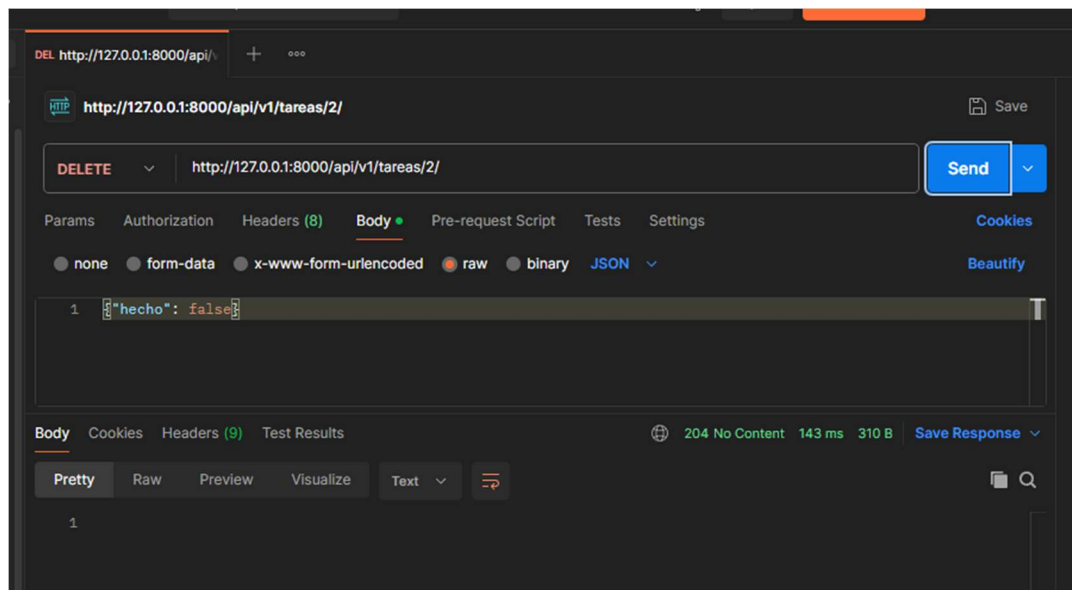 DEL http://127.0.0.1:8000/api/
http://127.0.0.1:8000/api/v1/tareas/2/
Save
DELETE http://127.0.0.1:8000/api/v1/tareas/2/ Send
Params Authorization Headers (8) Body Pre-request Script Tests Settings Cookies
none form-data x-www-form-urlencoded raw binary JSON Beautify
1 {"hecho": false}
Body Cookies Headers (9) Test Results 204 No Content 143 ms 310 B Save Response
Pretty Raw Preview Visualize Text
1